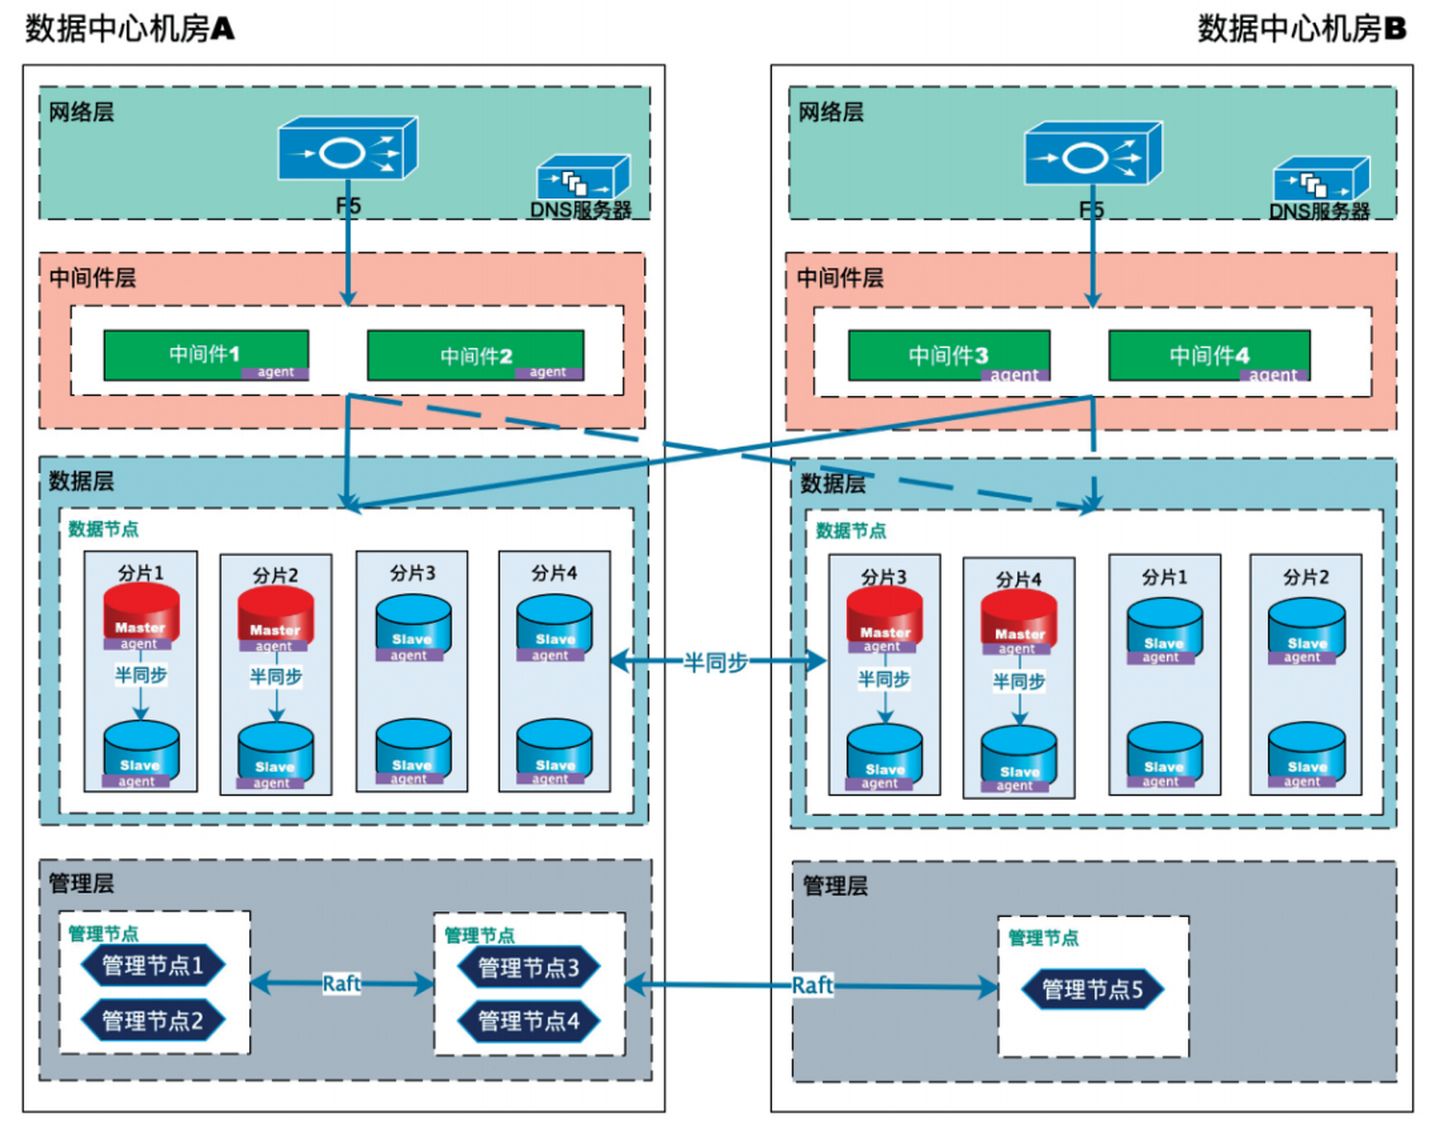 数据中心机房A
网络层
F5
DNS服务器
中间件层
中间件1
agent
中间件2
agent
数据层
数据节点
分片1
Master
agent
半同步
Slave
agent
分片2
Master
agent
半同步
Slave
agent
分片3
Slave
agent
Slave
agent
分片4
Slave
agent
Slave
agent
管理层
管理节点
管理节点1
管理节点2
Raft
管理节点
管理节点3
管理节点4
半同步
Raft
数据中心机房B
网络层
F5
DNS服务器
中间件层
中间件3
agent
中间件4
agent
数据层
数据节点
分片3
Master
agent
半同步
Slave
agent
分片4
Master
agent
半同步
Slave
agent
分片1
Slave
agent
Slave
agent
分片2
Slave
agent
Slave
agent
管理层
管理节点
管理节点5